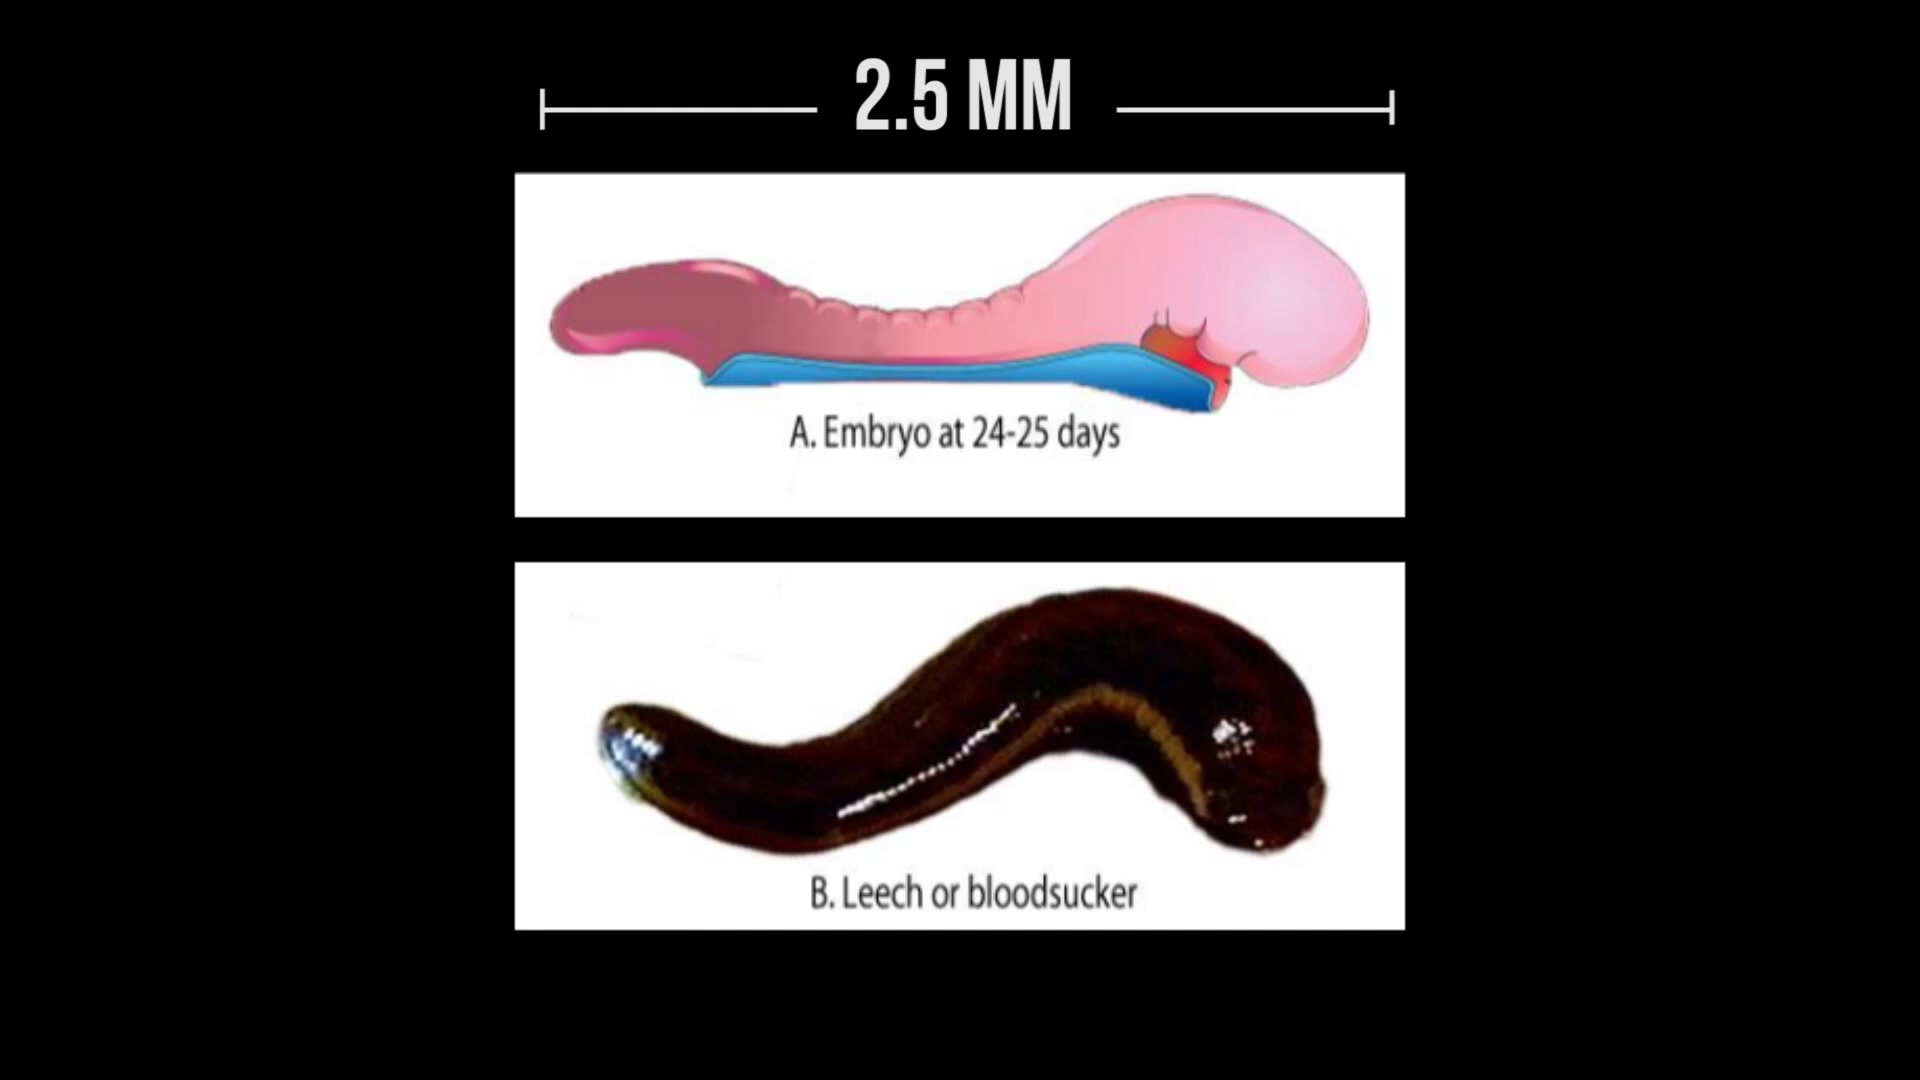 2.5 MM
A. Embryo at 24-25 days
B. Leech or bloodsucker